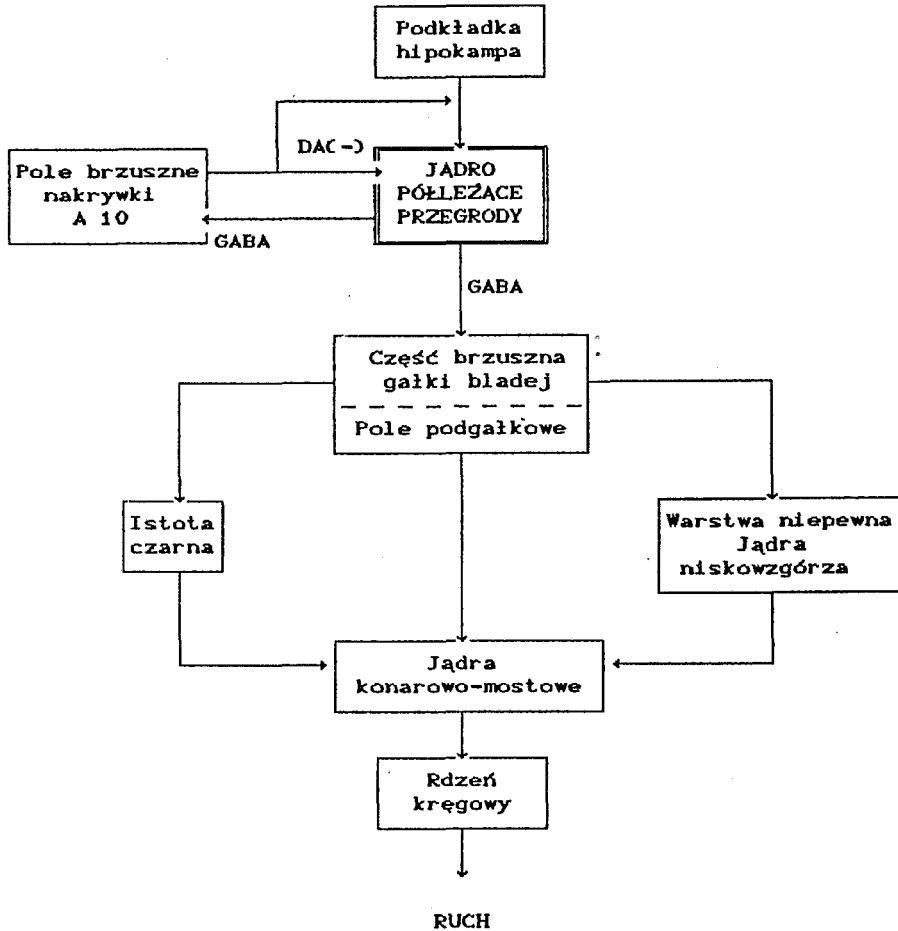 Podkładka
hipokampa
DA(-)
Pole brzuszne
nakrywki
A 10
JĄDRO
PÓŁLEŻĄCE
PRZEGRODY
GABA
GABA
Część brzuszna
gałki bladej
Pole podgałkowe
Istota
czarna
Warstwa niepewna
Jądra
niskowzgórza
Jądra
konarowo-mostowe
Rdzeń
kręgowy
RUCH